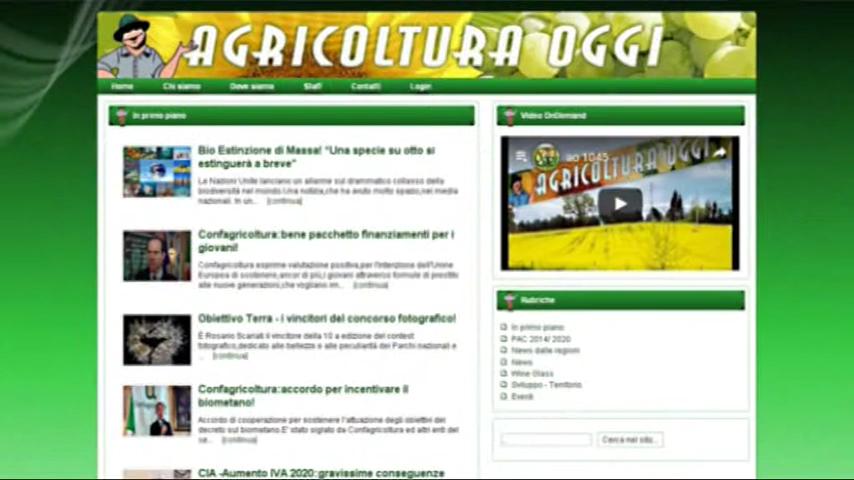 AGRICOLTURA OGGI
Home Chi siamo Dove siamo Staff Contatti Login
In primo piano
Bio Estinzione di Massa! "Una specie su otto si
estinguerà a breve"
Le Nazioni Unite lanciano un allarme sul drammatico collasso della
biodiversità nel mondo.Una notizia,che ha avuto molto spazio,nei media
nazionali. In un... [continua]
Confagricoltura:bene pacchetto finanziamenti per i
giovani!
Confagricoltura esprime valutazione positiva,per l'intenzione dell'Unione
Europea di sostenere,ancor di più,i giovani attraverso formule di prestito
alle nuove generazioni,che vogliano im... [continua]
Obiettivo Terra - i vincitori del concorso fotografico!
È Rosario Scariati il vincitore della 10 a edizione del contest
fotografico,dedicato alle bellezze e alle peculiarità dei Parchi nazionali e
... [continua]
Confagricoltura:accordo per incentivare il
biometano!
Accordo di cooperazione per sostenere l'attuazione degli obiettivi del
decreto sul biometano.E' stato siglato da Confagricoltura ed altri enti del
se... [continua]
CIA -Aumento IVA 2020:gravissime conseguenze
Video OnDemand
ao 1045
AGRICOLTURA OGGI
Rubriche
In primo piano
PAC 2014/ 2020
News dalle regioni
News
Wine Glass
Sviluppo - Territorio
Eventi
Cerca nel sito...